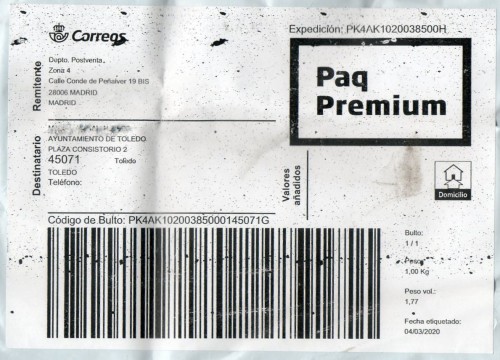 Correos
Expedición: PK4AK1020038500H
Remitente
Depto. Postventa
Zona 4
Calle Conde de Peñalver 19 BIS
28006 MADRID
MADRID
Paq
Premium
Destinatario
AYUNTAMIENTO DE TOLEDO
PLAZA CONSISTORIO 2
45071 Toledo
TOLEDO
Teléfono:
Valores
añadidos
Domicilio
Código de Bulto: PK4AK10200385000145071G
Bulto:
1 / 1
Peso:
1,00 Kg
Peso vol.:
1,77
Fecha etiquetado:
04/03/2020